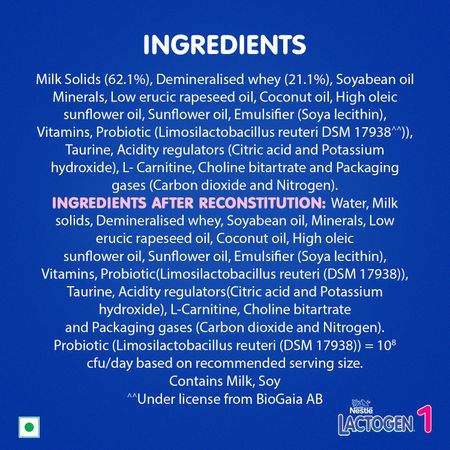 INGREDIENTS
Milk Solids (62.1%), Demineralised whey (21.1%), Soyabean oil
Minerals, Low erucic rapeseed oil, Coconut oil, High oleic
sunflower oil, Sunflower oil, Emulsifier (Soya lecithin),
Vitamins, Probiotic (Limosilactobacillus reuteri DSM 17938^^)),
Taurine, Acidity regulators (Citric acid and Potassium
hydroxide), L- Carnitine, Choline bitartrate and Packaging
gases (Carbon dioxide and Nitrogen).
INGREDIENTS AFTER RECONSTITUTION: Water, Milk
solids, Demineralised whey, Soyabean oil, Minerals, Low
erucic rapeseed oil, Coconut oil, High oleic
sunflower oil, Sunflower oil, Emulsifier (Soya lecithin),
Vitamins, Probiotic(Limosilactobacillus reuteri (DSM 17938)),
Taurine, Acidity regulators(Citric acid and Potassium
hydroxide), L-Carnitine, Choline bitartrate
and Packaging gases (Carbon dioxide and Nitrogen).
Probiotic (Limosilactobacillus reuteri (DSM 17938)) = 10⁸
cfu/day based on recommended serving size.
Contains Milk, Soy
^^Under license from BioGaia AB
Nestlé
LACTOGEN 1